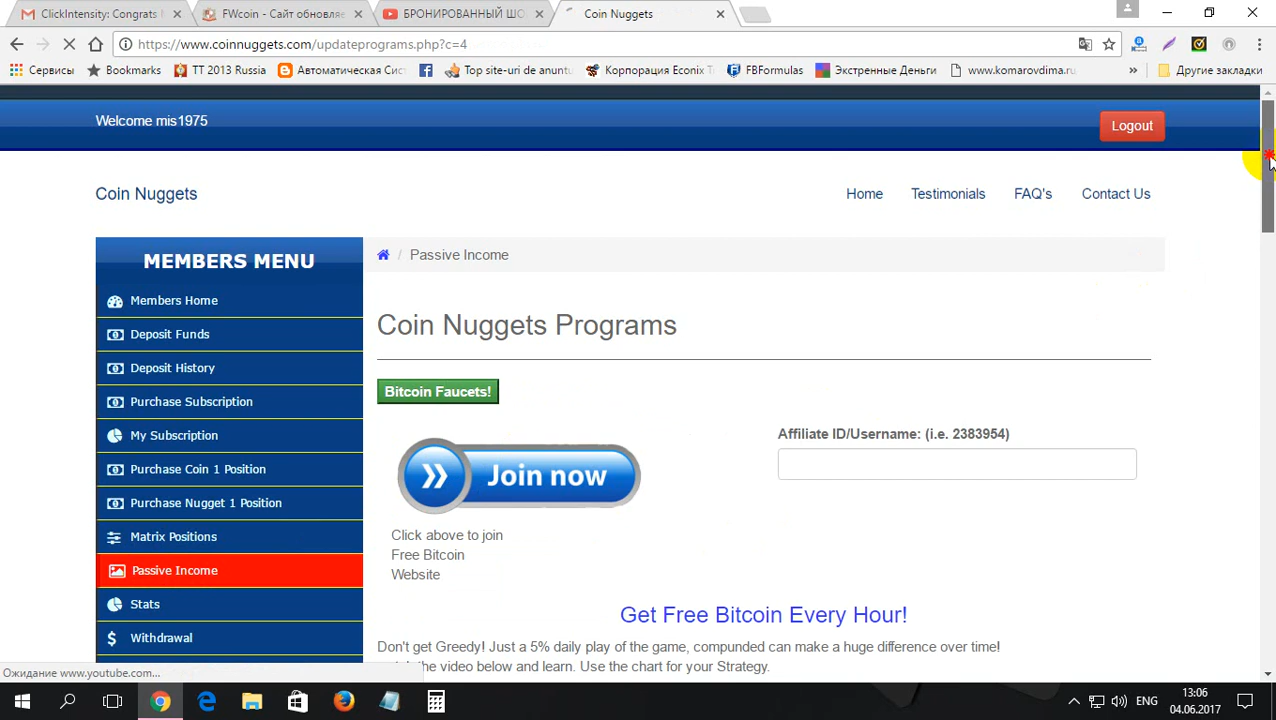 ClickIntensity: Congrats
FWcoin - Сайт обновляе
БРОНИРОВАННЫЙ ШО
Coin Nuggets
https://www.coinnuggets.com/updateprograms.php?c=4
Сервисы
Bookmarks
TT 2013 Russia
Автоматическая Сис
Top site-uri de anuntu
Корпорация Econix T
FBFormulas
Экстренные Деньги
www.komarovdima.ru
»
Другие закладки
Welcome mis1975
Logout
Coin Nuggets
Home
Testimonials
FAQ's
Contact Us
MEMBERS MENU
Members Home
Deposit Funds
Deposit History
Purchase Subscription
My Subscription
Purchase Coin 1 Position
Purchase Nugget 1 Position
Matrix Positions
Passive Income
Stats
Withdrawal
/ Passive Income
Coin Nuggets Programs
Bitcoin Faucets!
Join now
Click above to join
Free Bitcoin
Website
Affiliate ID/Username: (i.e. 2383954)
Get Free Bitcoin Every Hour!
Don't get Greedy! Just a 5% daily play of the game, compunded can make a huge difference over time!
the video below and learn. Use the chart for your Strategy.
Ожидание www.youtube.com...
ENG
13:06
04.06.2017